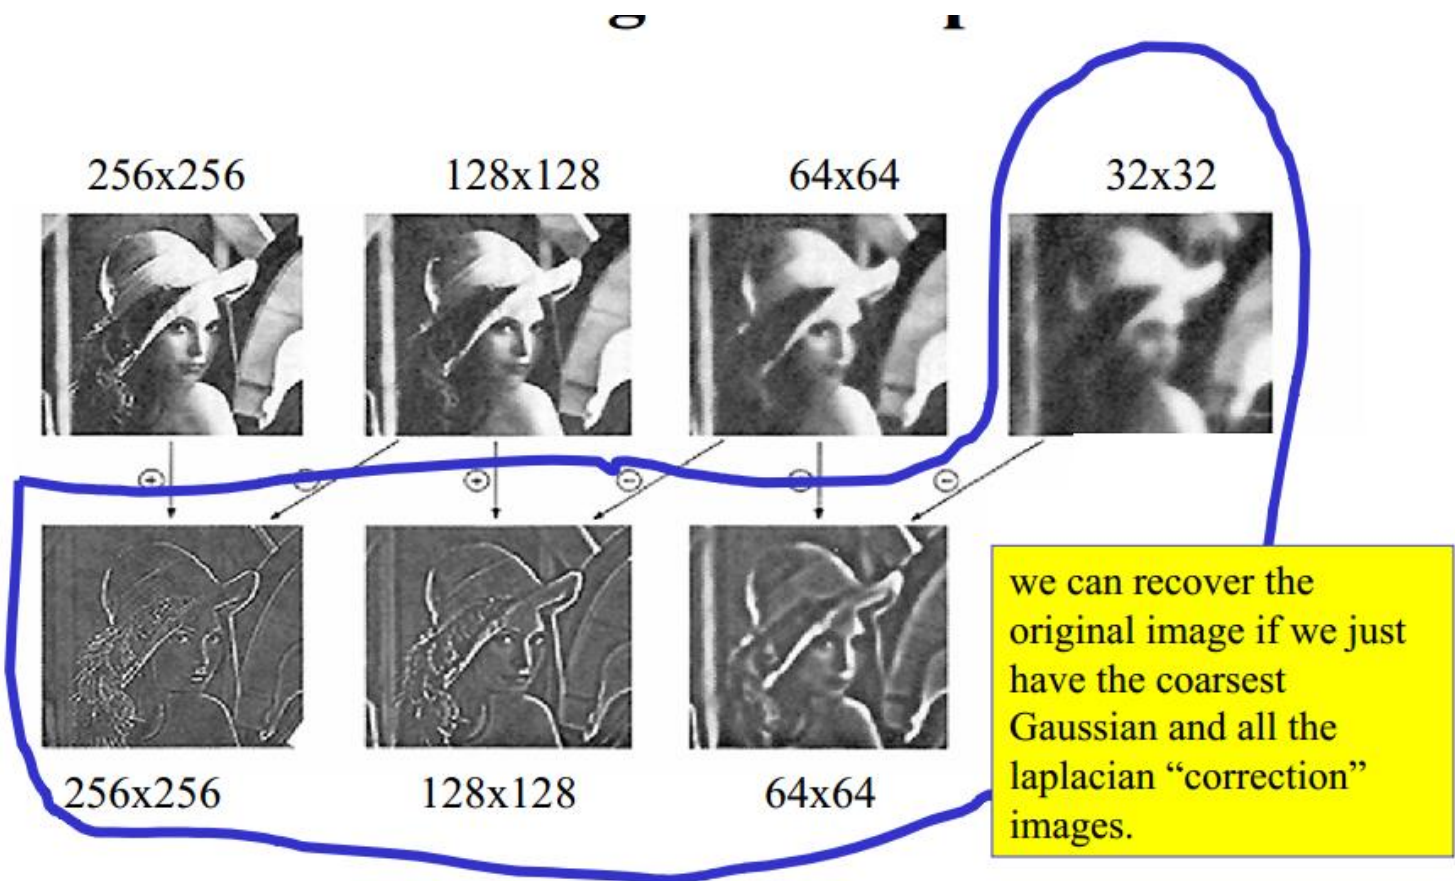 256x256 128x128 64x64 32x32
256x256 128x128 64x64
we can recover the
original image if we just
have the coarsest
Gaussian and all the
laplacian “correction”
images.